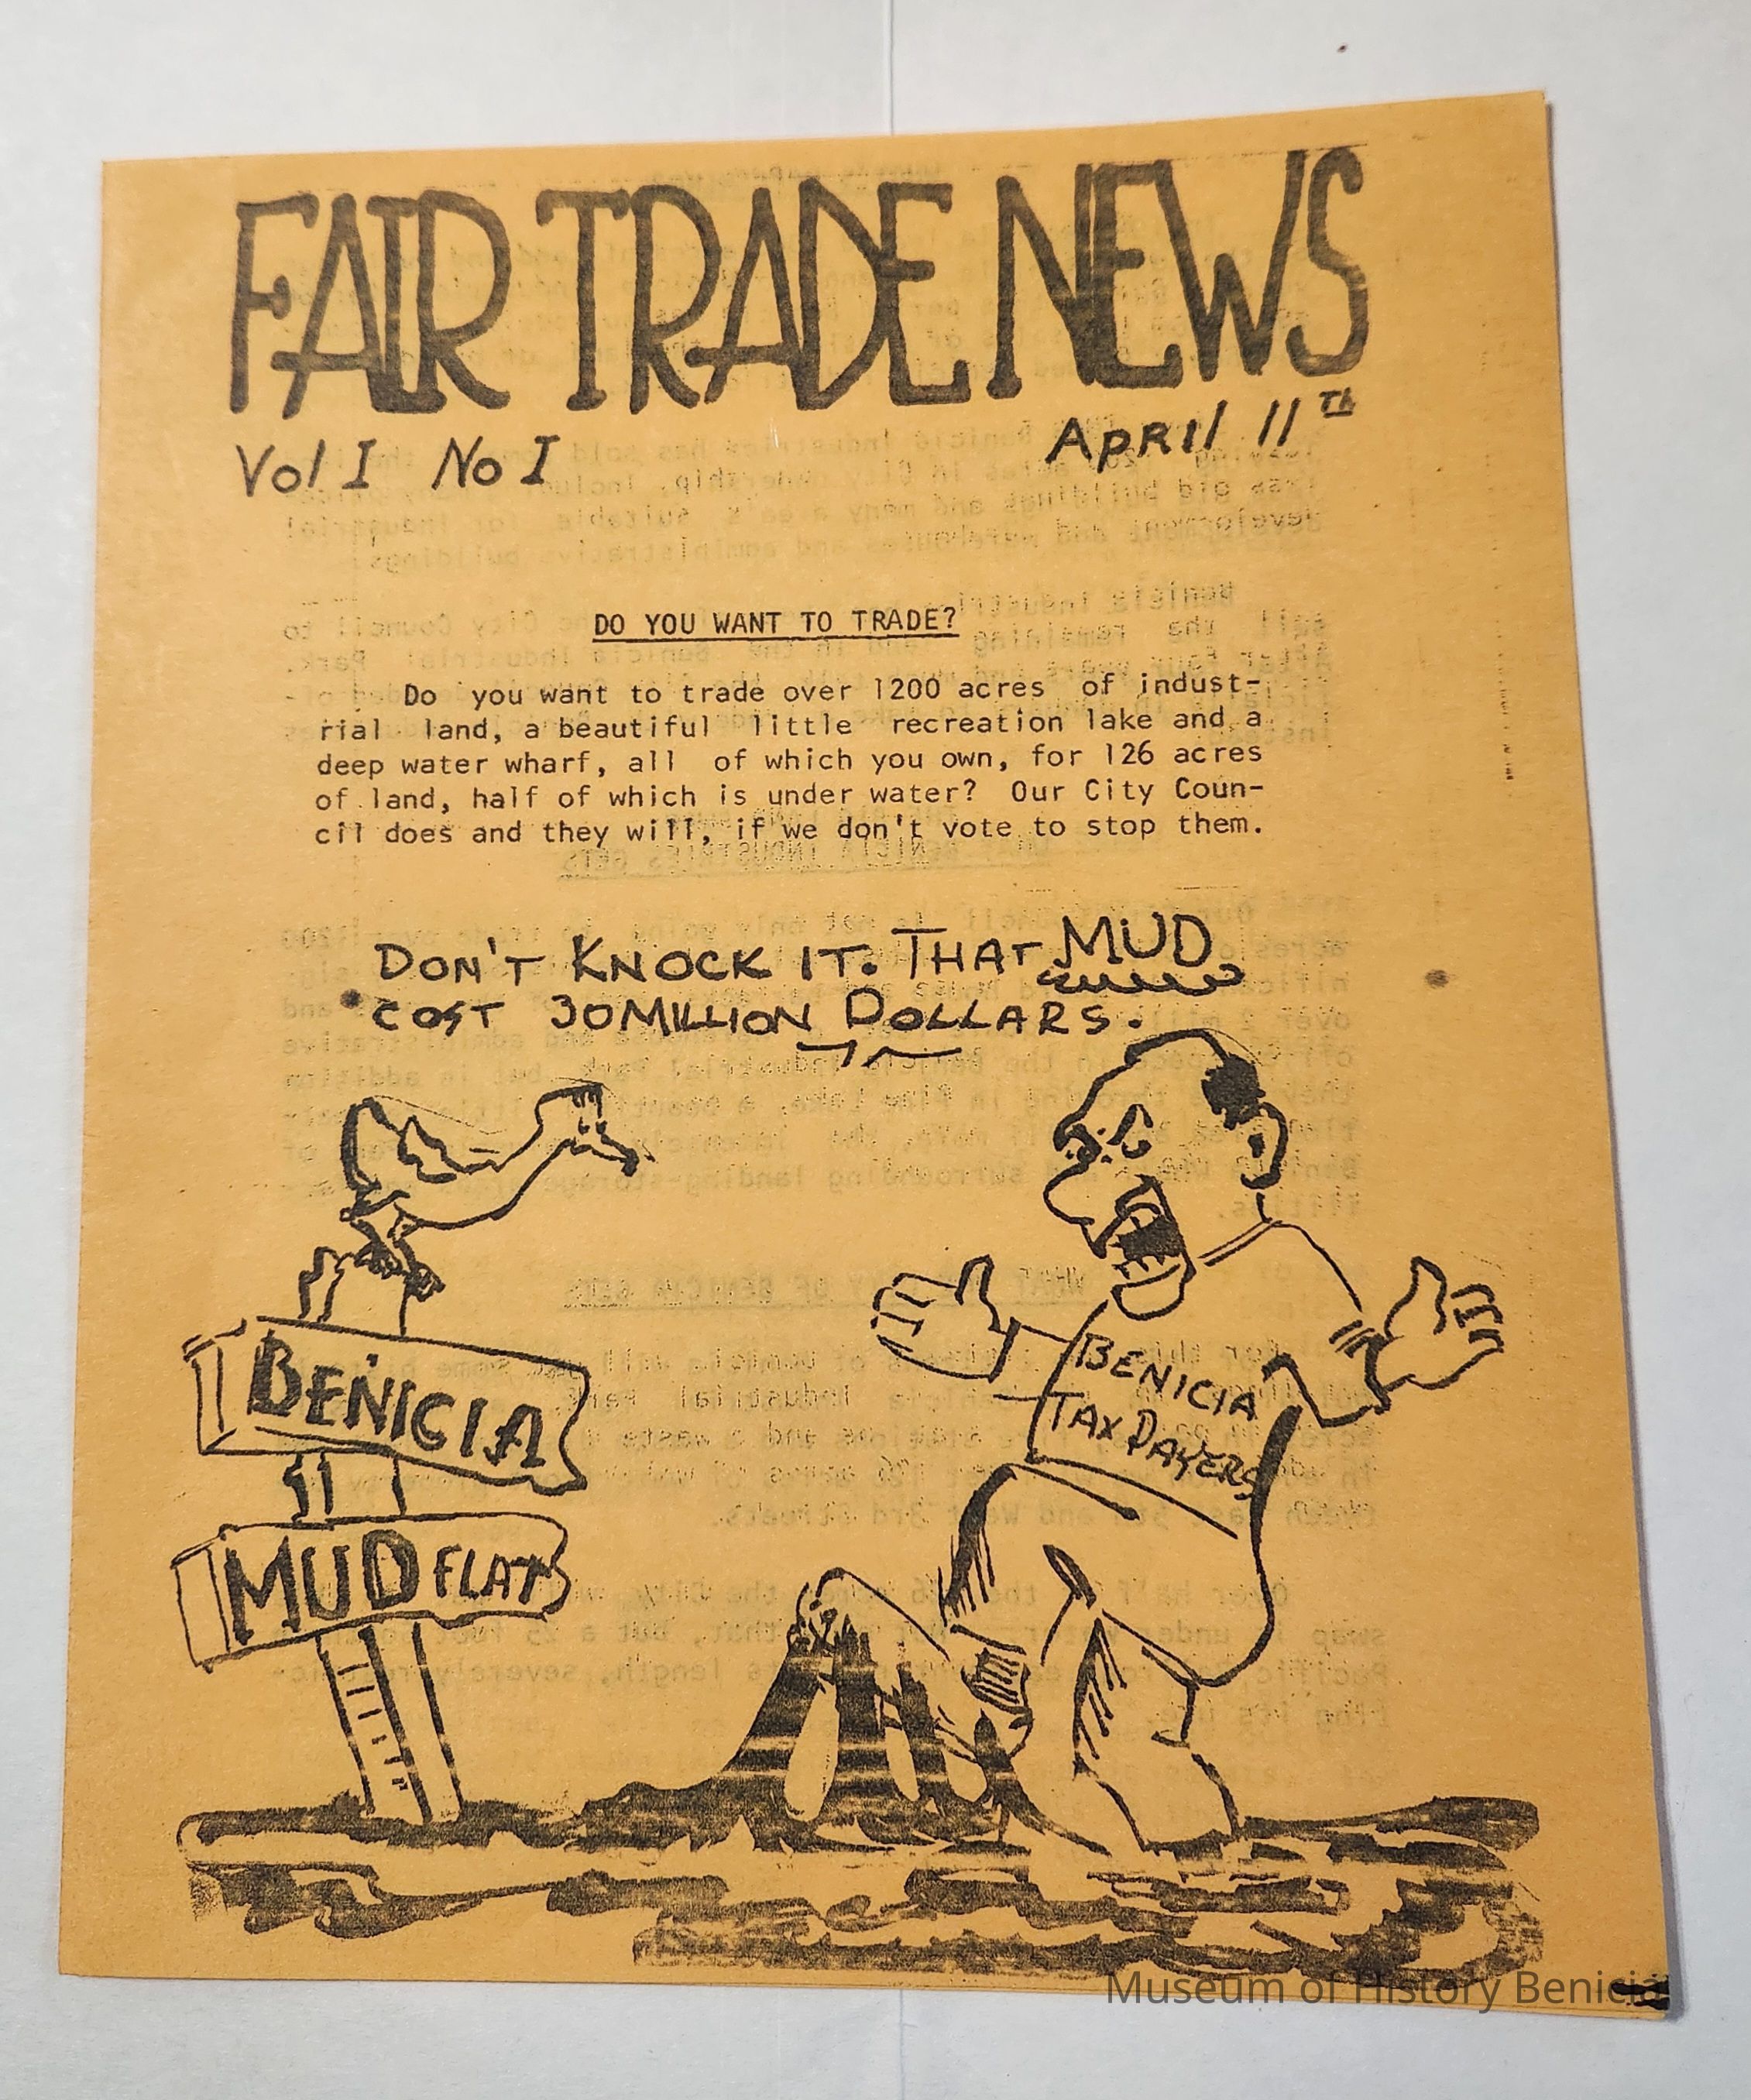 FAIR TRADE NEWS
Vol I No I
APRIL 11TH
DO YOU WANT TO TRADE?
Do you want to trade over 1200 acres of indust-
rial land, a beautiful little recreation lake and a
deep water wharf, all of which you own, for 126 acres
of land, half of which is under water? Our City Coun-
cil does and they will, if we don't vote to stop them.
DON'T KNOCK IT. THAT MUD
COST 30 MILLION DOLLARS.
BENICIA
TAX PAYERS
BENICIA
MUD FLAT
Museum of History Benicia